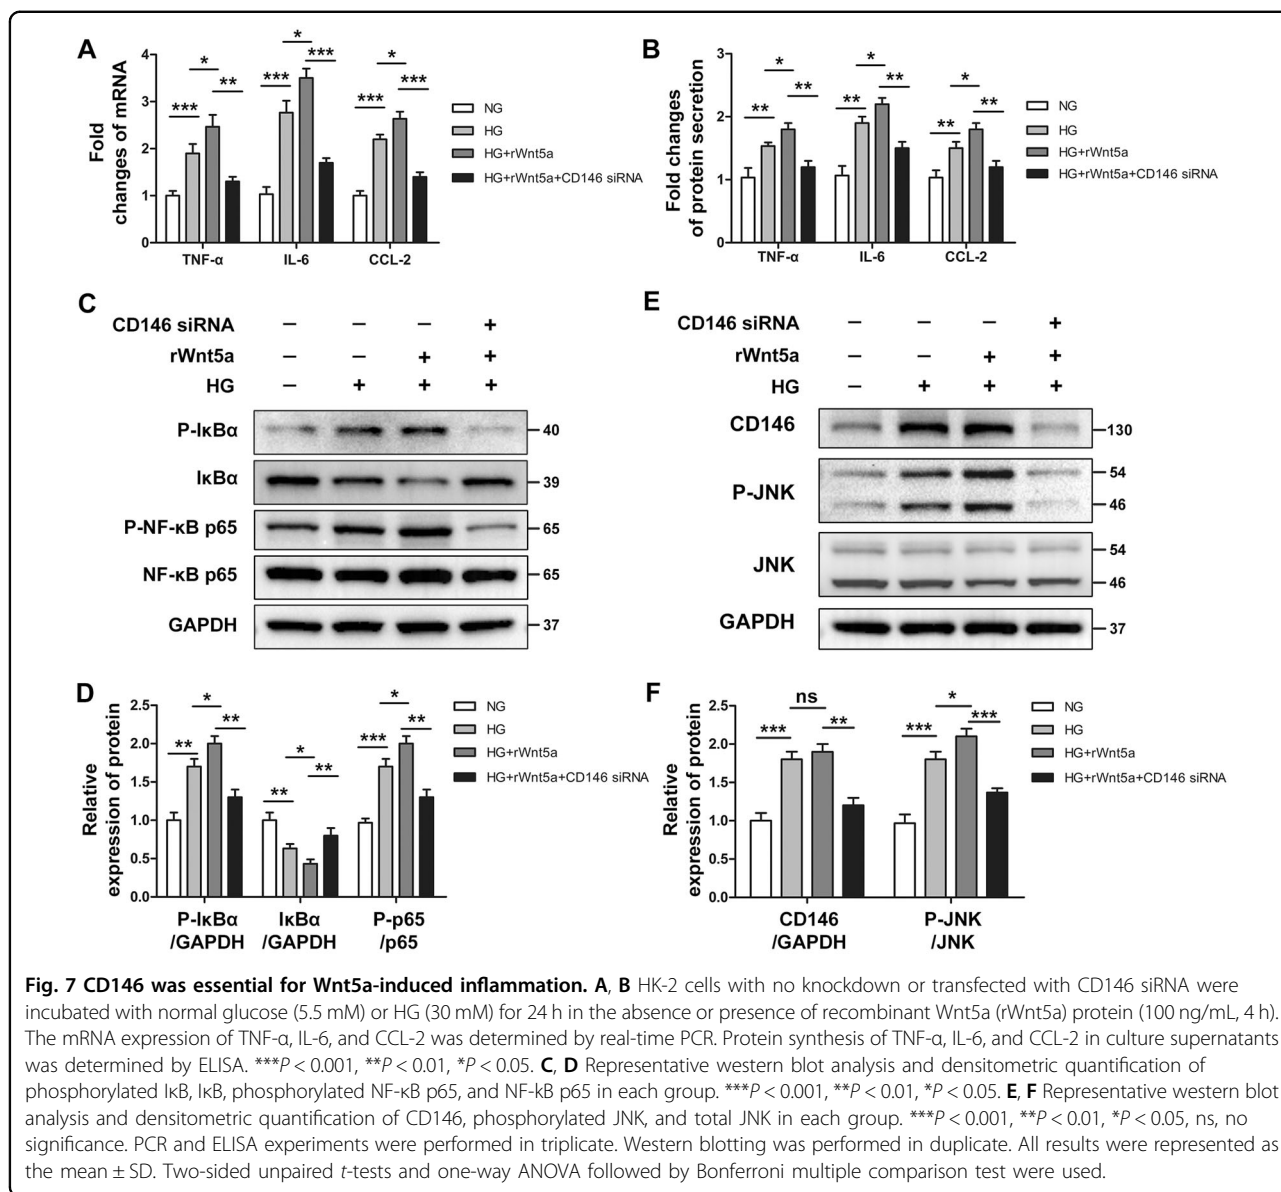 A
Fold
changes of mRNA
4
3
2
1
0
*** * **
*** * ***
*** * ***
TNF-α IL-6 CCL-2
NG
HG
HG+rWnt5a
HG+rWnt5a+CD146 siRNA
B
Fold changes
of protein secretion
3
2
1
0
** * **
** * **
** * **
TNF-α IL-6 CCL-2
NG
HG
HG+rWnt5a
HG+rWnt5a+CD146 siRNA
C
CD146 siRNA − − − +
rWnt5a − − + +
HG − + + +
P-IκBα 40
IκBα 39
P-NF-κB p65 65
NF-κB p65 65
GAPDH 37
E
CD146 siRNA − − − +
rWnt5a − − + +
HG − + + +
CD146 130
P-JNK 54
46
JNK 54
46
GAPDH 37
D
Relative
expression of protein
2.5
2.0
1.5
1.0
0.5
0.0
** * **
** * **
*** * **
P-IκBα IκBα P-p65
/GAPDH /GAPDH /p65
NG
HG
HG+rWnt5a
HG+rWnt5a+CD146 siRNA
F
Relative
expression of protein
2.5
2.0
1.5
1.0
0.5
0.0
*** ns **
*** * ***
CD146 P-JNK
/GAPDH /JNK
NG
HG
HG+rWnt5a
HG+rWnt5a+CD146 siRNA
Fig. 7 CD146 was essential for Wnt5a-induced inflammation. A, B HK-2 cells with no knockdown or transfected with CD146 siRNA were
incubated with normal glucose (5.5 mM) or HG (30 mM) for 24 h in the absence or presence of recombinant Wnt5a (rWnt5a) protein (100 ng/mL, 4 h).
The mRNA expression of TNF-α, IL-6, and CCL-2 was determined by real-time PCR. Protein synthesis of TNF-α, IL-6, and CCL-2 in culture supernatants
was determined by ELISA. ***P < 0.001, **P < 0.01, *P < 0.05. C, D Representative western blot analysis and densitometric quantification of
phosphorylated IκB, IκB, phosphorylated NF-κB p65, and NF-kB p65 in each group. ***P < 0.001, **P < 0.01, *P < 0.05. E, F Representative western blot
analysis and densitometric quantification of CD146, phosphorylated JNK, and total JNK in each group. ***P < 0.001, **P < 0.01, *P < 0.05, ns, no
significance. PCR and ELISA experiments were performed in triplicate. Western blotting was performed in duplicate. All results were represented as
the mean ± SD. Two-sided unpaired t-tests and one-way ANOVA followed by Bonferroni multiple comparison test were used.